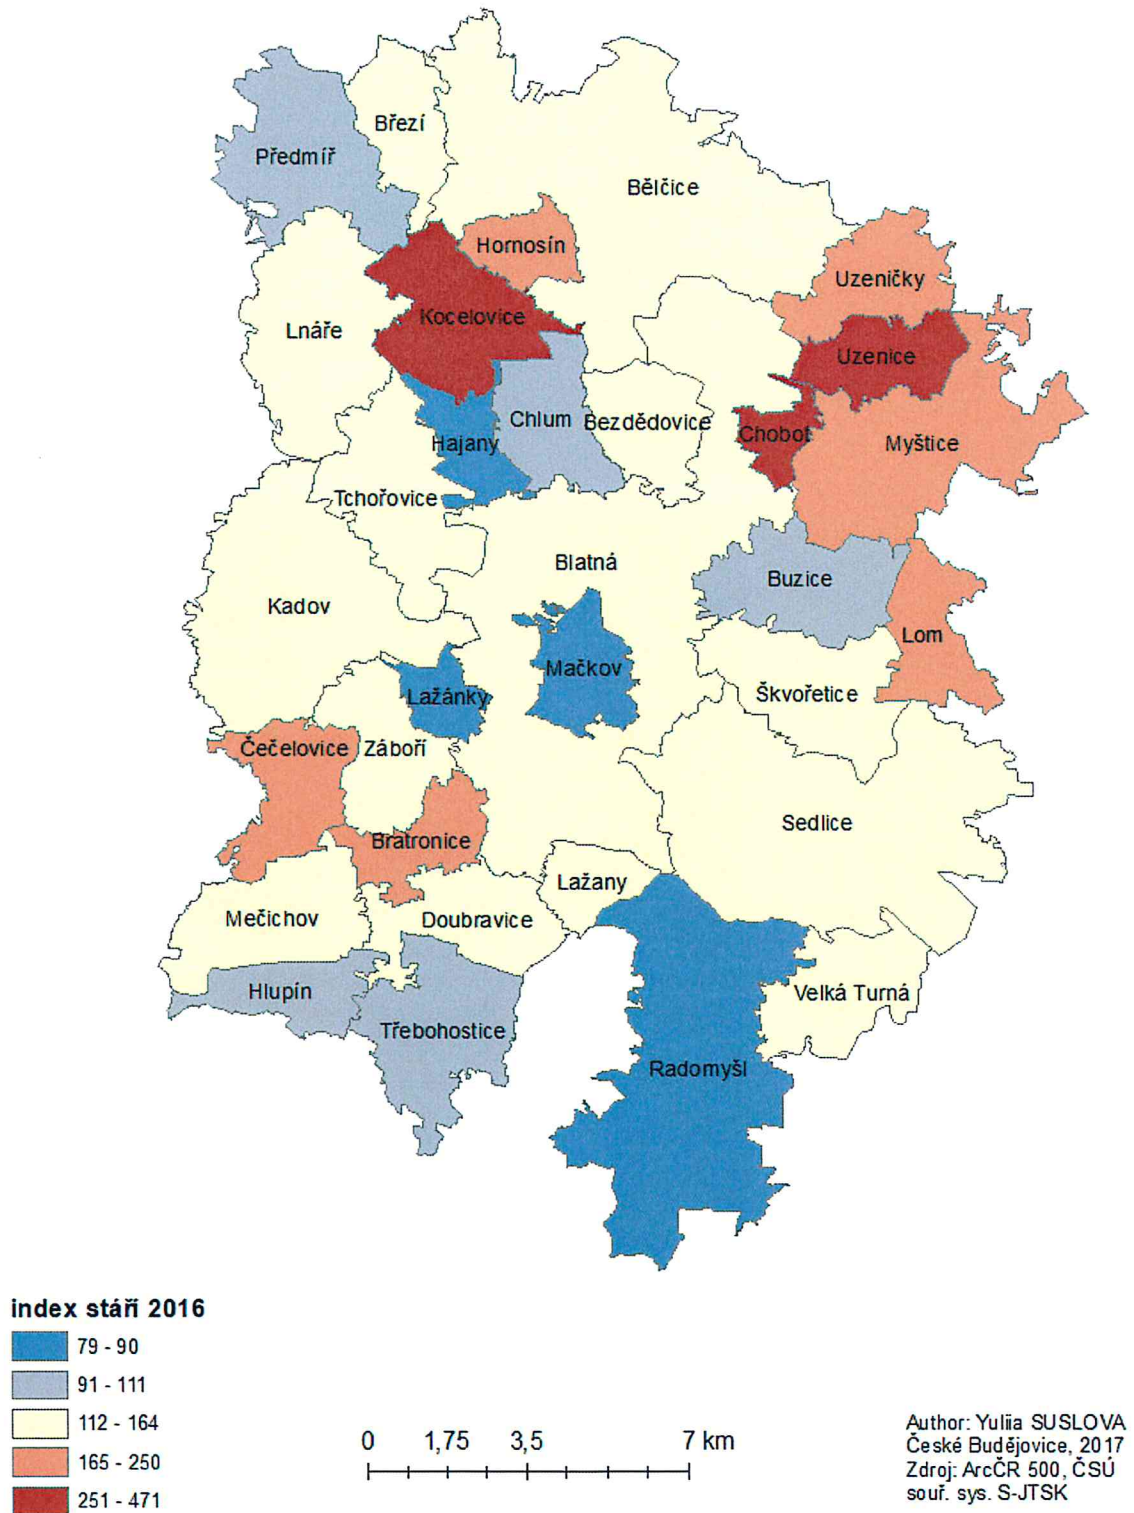 Březí
Předmíř
Bělčice
Hornosín
Uzeničky
Kocelovice
Lnáře
Uzenice
Chlum
Bezdědovice
Chobot
Hajany
Myštice
Tchořovice
Blatná
Buzice
Kadov
Lom
Mačkov
Lažánky
Škvořetice
Čečelovice
Záboří
Sedlice
Bratronice
Lažany
Mečichov
Doubravice
Hlupín
Velká Turná
Třebohostice
Radomyšl
index stáří 2016
79 - 90
91 - 111
112 - 164
165 - 250
251 - 471
0 1,75 3,5 7 km
Author: Yuliia SUSLOVA
České Budějovice, 2017
Zdroj: ArcČR 500, ČSÚ
souř. sys. S-JTSK